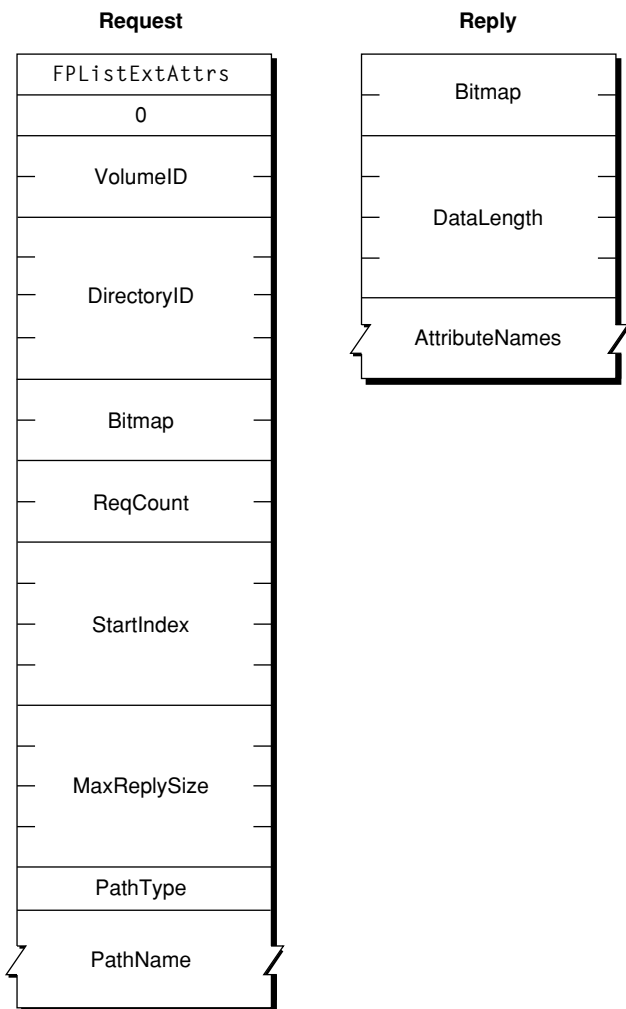 Request
FPListExtAttrs
0
VolumeID
DirectoryID
Bitmap
ReqCount
StartIndex
MaxReplySize
PathType
PathName
Reply
Bitmap
DataLength
AttributeNames